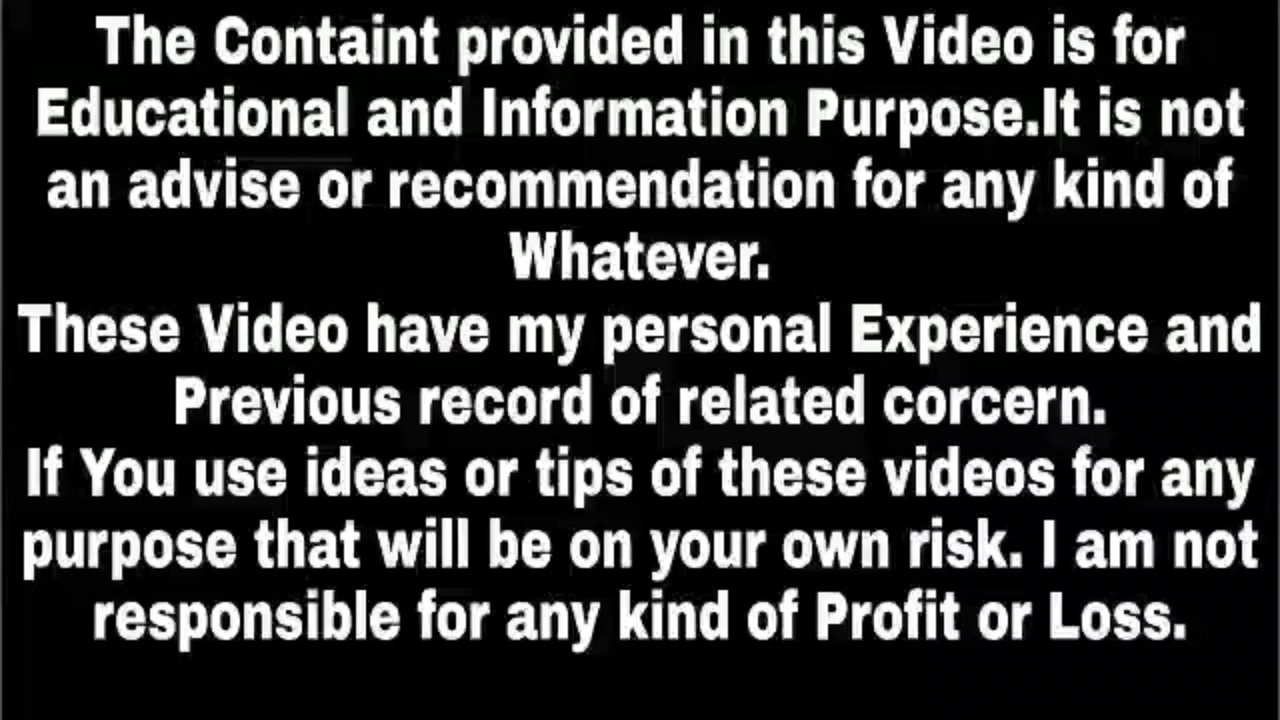 The Containt provided in this Video is for
Educational and Information Purpose.It is not
an advise or recommendation for any kind of
Whatever.
These Video have my personal Experience and
Previous record of related corcern.
If You use ideas or tips of these videos for any
purpose that will be on your own risk. I am not
responsible for any kind of Profit or Loss.